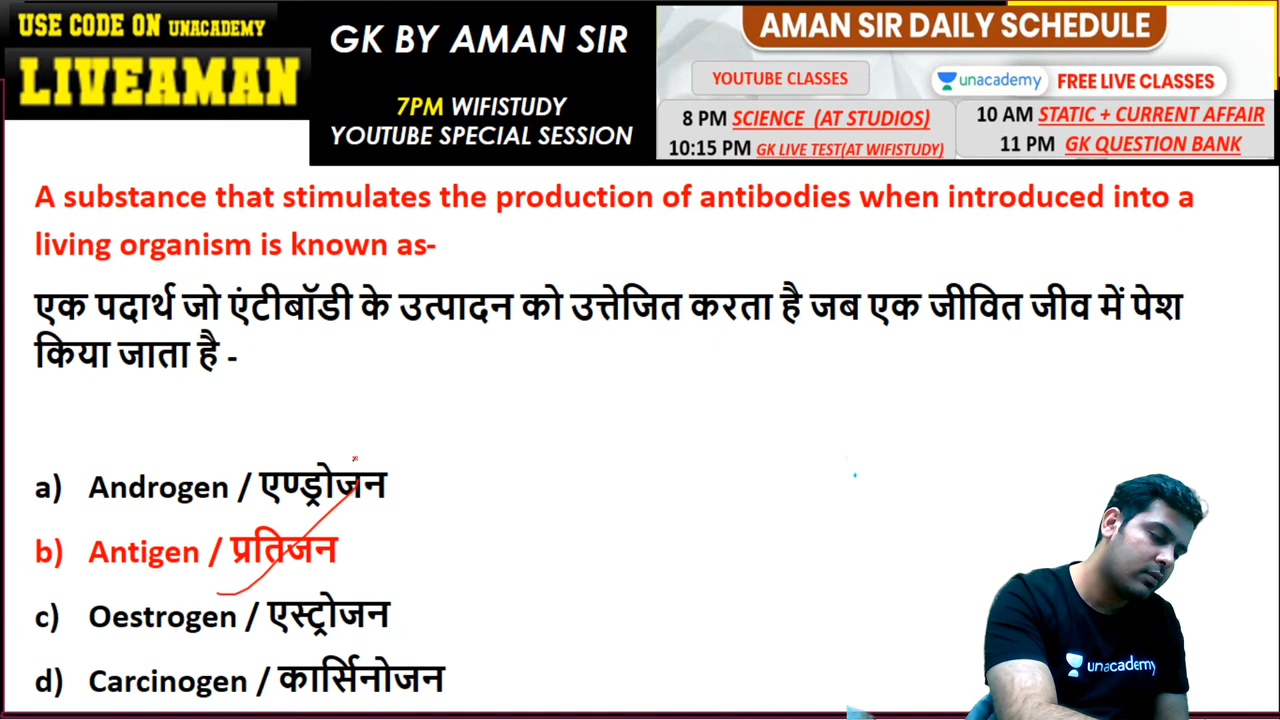 USE CODE ON UNACADEMY
LIVEAMAN
GK BY AMAN SIR
7PM WIFISTUDY
YOUTUBE SPECIAL SESSION
AMAN SIR DAILY SCHEDULE
YOUTUBE CLASSES
unacademy FREE LIVE CLASSES
8 PM SCIENCE (AT STUDIOS)
10:15 PM GK LIVE TEST(AT WIFISTUDY)
10 AM STATIC + CURRENT AFFAIR
11 PM GK QUESTION BANK
A substance that stimulates the production of antibodies when introduced into a
living organism is known as-
एक पदार्थ जो एंटीबॉडी के उत्पादन को उत्तेजित करता है जब एक जीवित जीव में पेश
किया जाता है -
a) Androgen / एण्ड्रोजन
b) Antigen / प्रतिजन
c) Oestrogen / एस्ट्रोजन
d) Carcinogen / कार्सिनोजन
unacademy